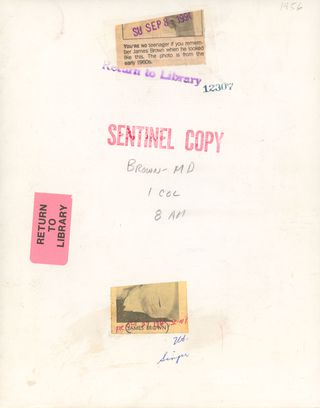 1956
SU SEP 8 - 1991
YOU'RE NO teenager if you remem-
ber James Brown when he looked
like this. The photo is from the
early 1960s.
Return to Library
12307
SENTINEL COPY
BROWN-MD
1 COL
8 AM
RETURN
TO
LIBRARY
(JAMES BROWN)
Singer